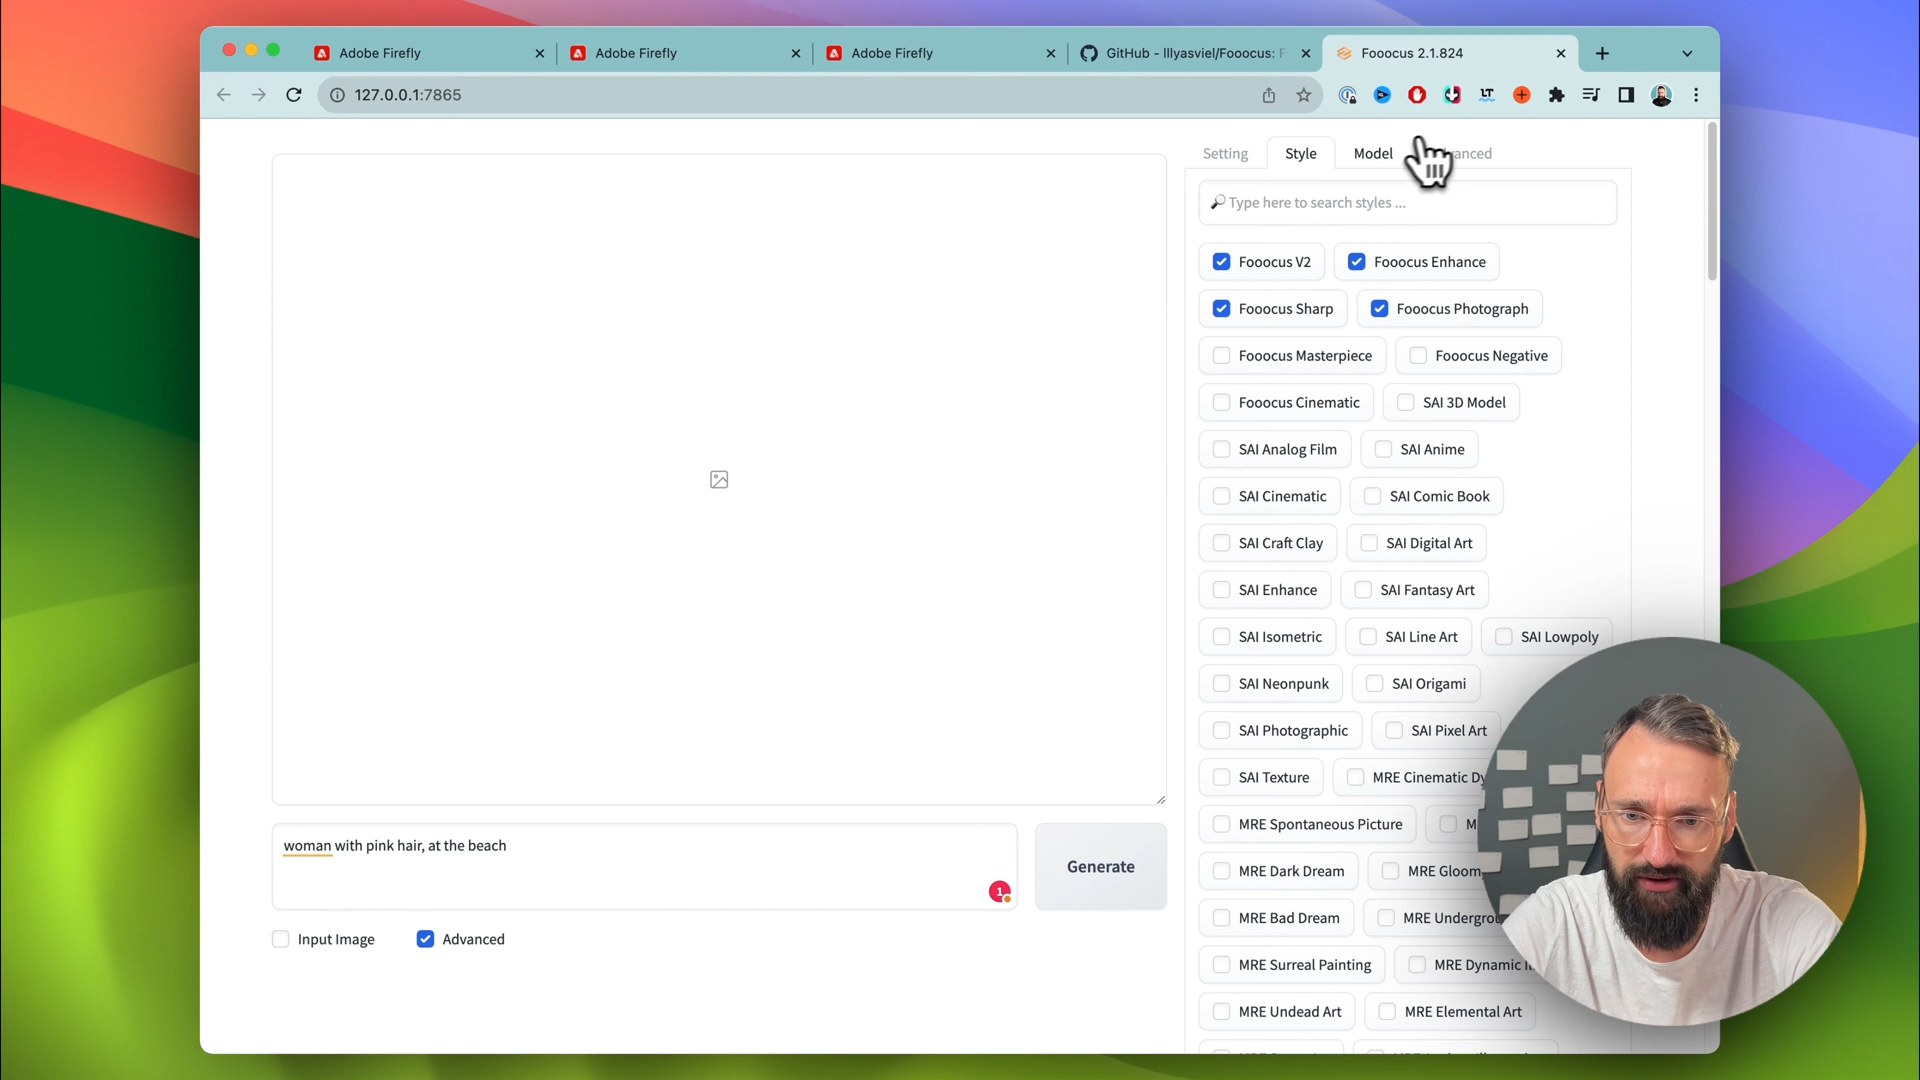 Adobe Firefly
Adobe Firefly
Adobe Firefly
GitHub - lllyasviel/Fooocus: F
Fooocus 2.1.824
127.0.0.1:7865
LT
Setting
Style
Model
vanced
Type here to search styles ...
Fooocus V2
Fooocus Enhance
Fooocus Sharp
Fooocus Photograph
Fooocus Masterpiece
Fooocus Negative
Fooocus Cinematic
SAI 3D Model
SAI Analog Film
SAI Anime
SAI Cinematic
SAI Comic Book
SAI Craft Clay
SAI Digital Art
SAI Enhance
SAI Fantasy Art
SAI Isometric
SAI Line Art
SAI Lowpoly
SAI Neonpunk
SAI Origami
SAI Photographic
SAI Pixel Art
SAI Texture
MRE Cinematic Dy
MRE Spontaneous Picture
M
MRE Dark Dream
MRE Gloom
MRE Bad Dream
MRE Undergro
MRE Surreal Painting
MRE Dynamic
MRE Undead Art
MRE Elemental Art
woman with pink hair, at the beach
1
Generate
Input Image
Advanced